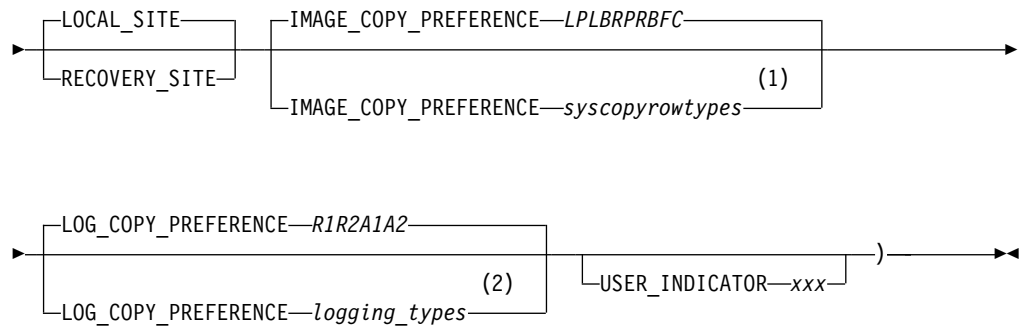 LOCAL_SITE
RECOVERY_SITE
IMAGE_COPY_PREFERENCE LPLBRPRBFC
(1)
IMAGE_COPY_PREFERENCE syscopyrowtypes
LOG_COPY_PREFERENCE R1R2A1A2
(2)
LOG_COPY_PREFERENCE logging_types
USER_INDICATOR xxx
)